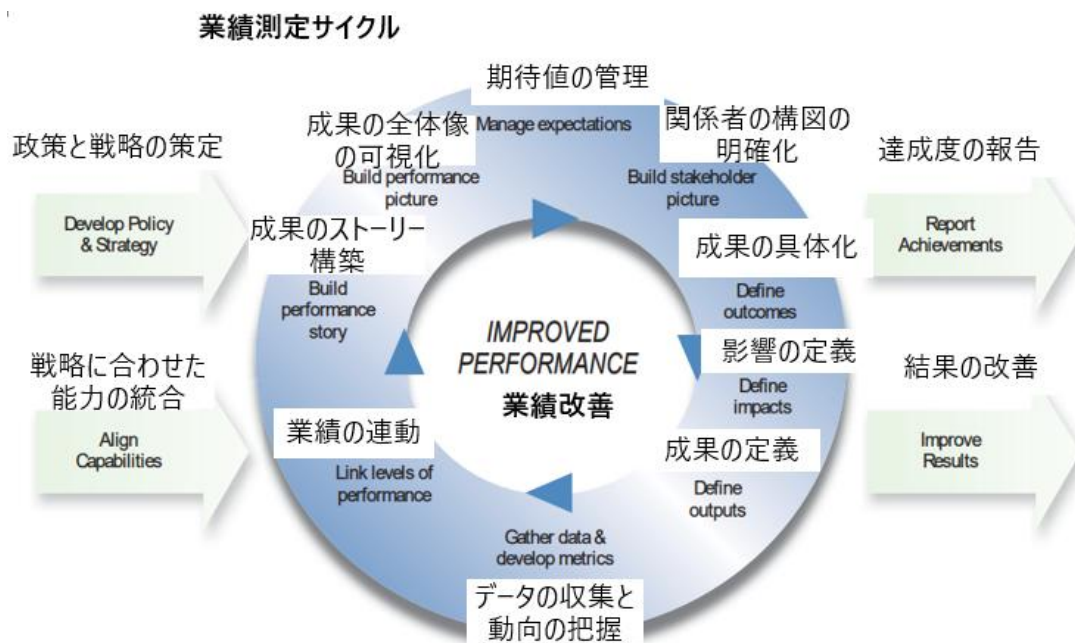 業績測定サイクル
期待値の管理
Manage expectations
関係者の構図の
明確化
Build stakeholder
picture
成果の具体化
Define
outcomes
影響の定義
Define
impacts
成果の定義
Define
outputs
Gather data &
develop metrics
データの収集と
動向の把握
業績の連動
Link levels of
performance
成果のストーリー
構築
Build
performance
story
成果の全体像
の可視化
Build performance
picture
IMPROVED
PERFORMANCE
業績改善
政策と戦略の策定
Develop Policy
& Strategy
戦略に合わせた
能力の統合
Align
Capabilities
達成度の報告
Report
Achievements
結果の改善
Improve
Results